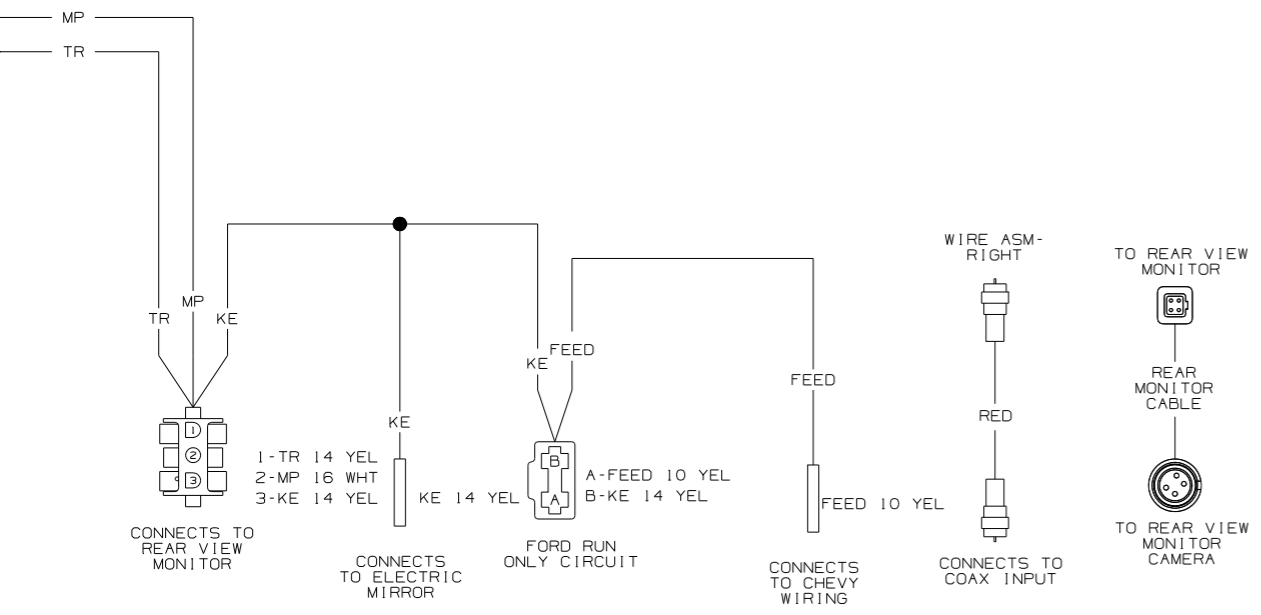 MP
TR
TR
MP
KE
1
2
3
1-TR 14 YEL
2-MP 16 WHT
3-KE 14 YEL
CONNECTS TO
REAR VIEW
MONITOR
KE
KE 14 YEL
CONNECTS
TO ELECTRIC
MIRROR
KE
FEED
B
A
A-FEED 10 YEL
B-KE 14 YEL
FORD RUN
ONLY CIRCUIT
FEED
FEED 10 YEL
CONNECTS
TO CHEVY
WIRING
WIRE ASM-
RIGHT
RED
CONNECTS TO
COAX INPUT
TO REAR VIEW
MONITOR
REAR
MONITOR
CABLE
TO REAR VIEW
MONITOR
CAMERA